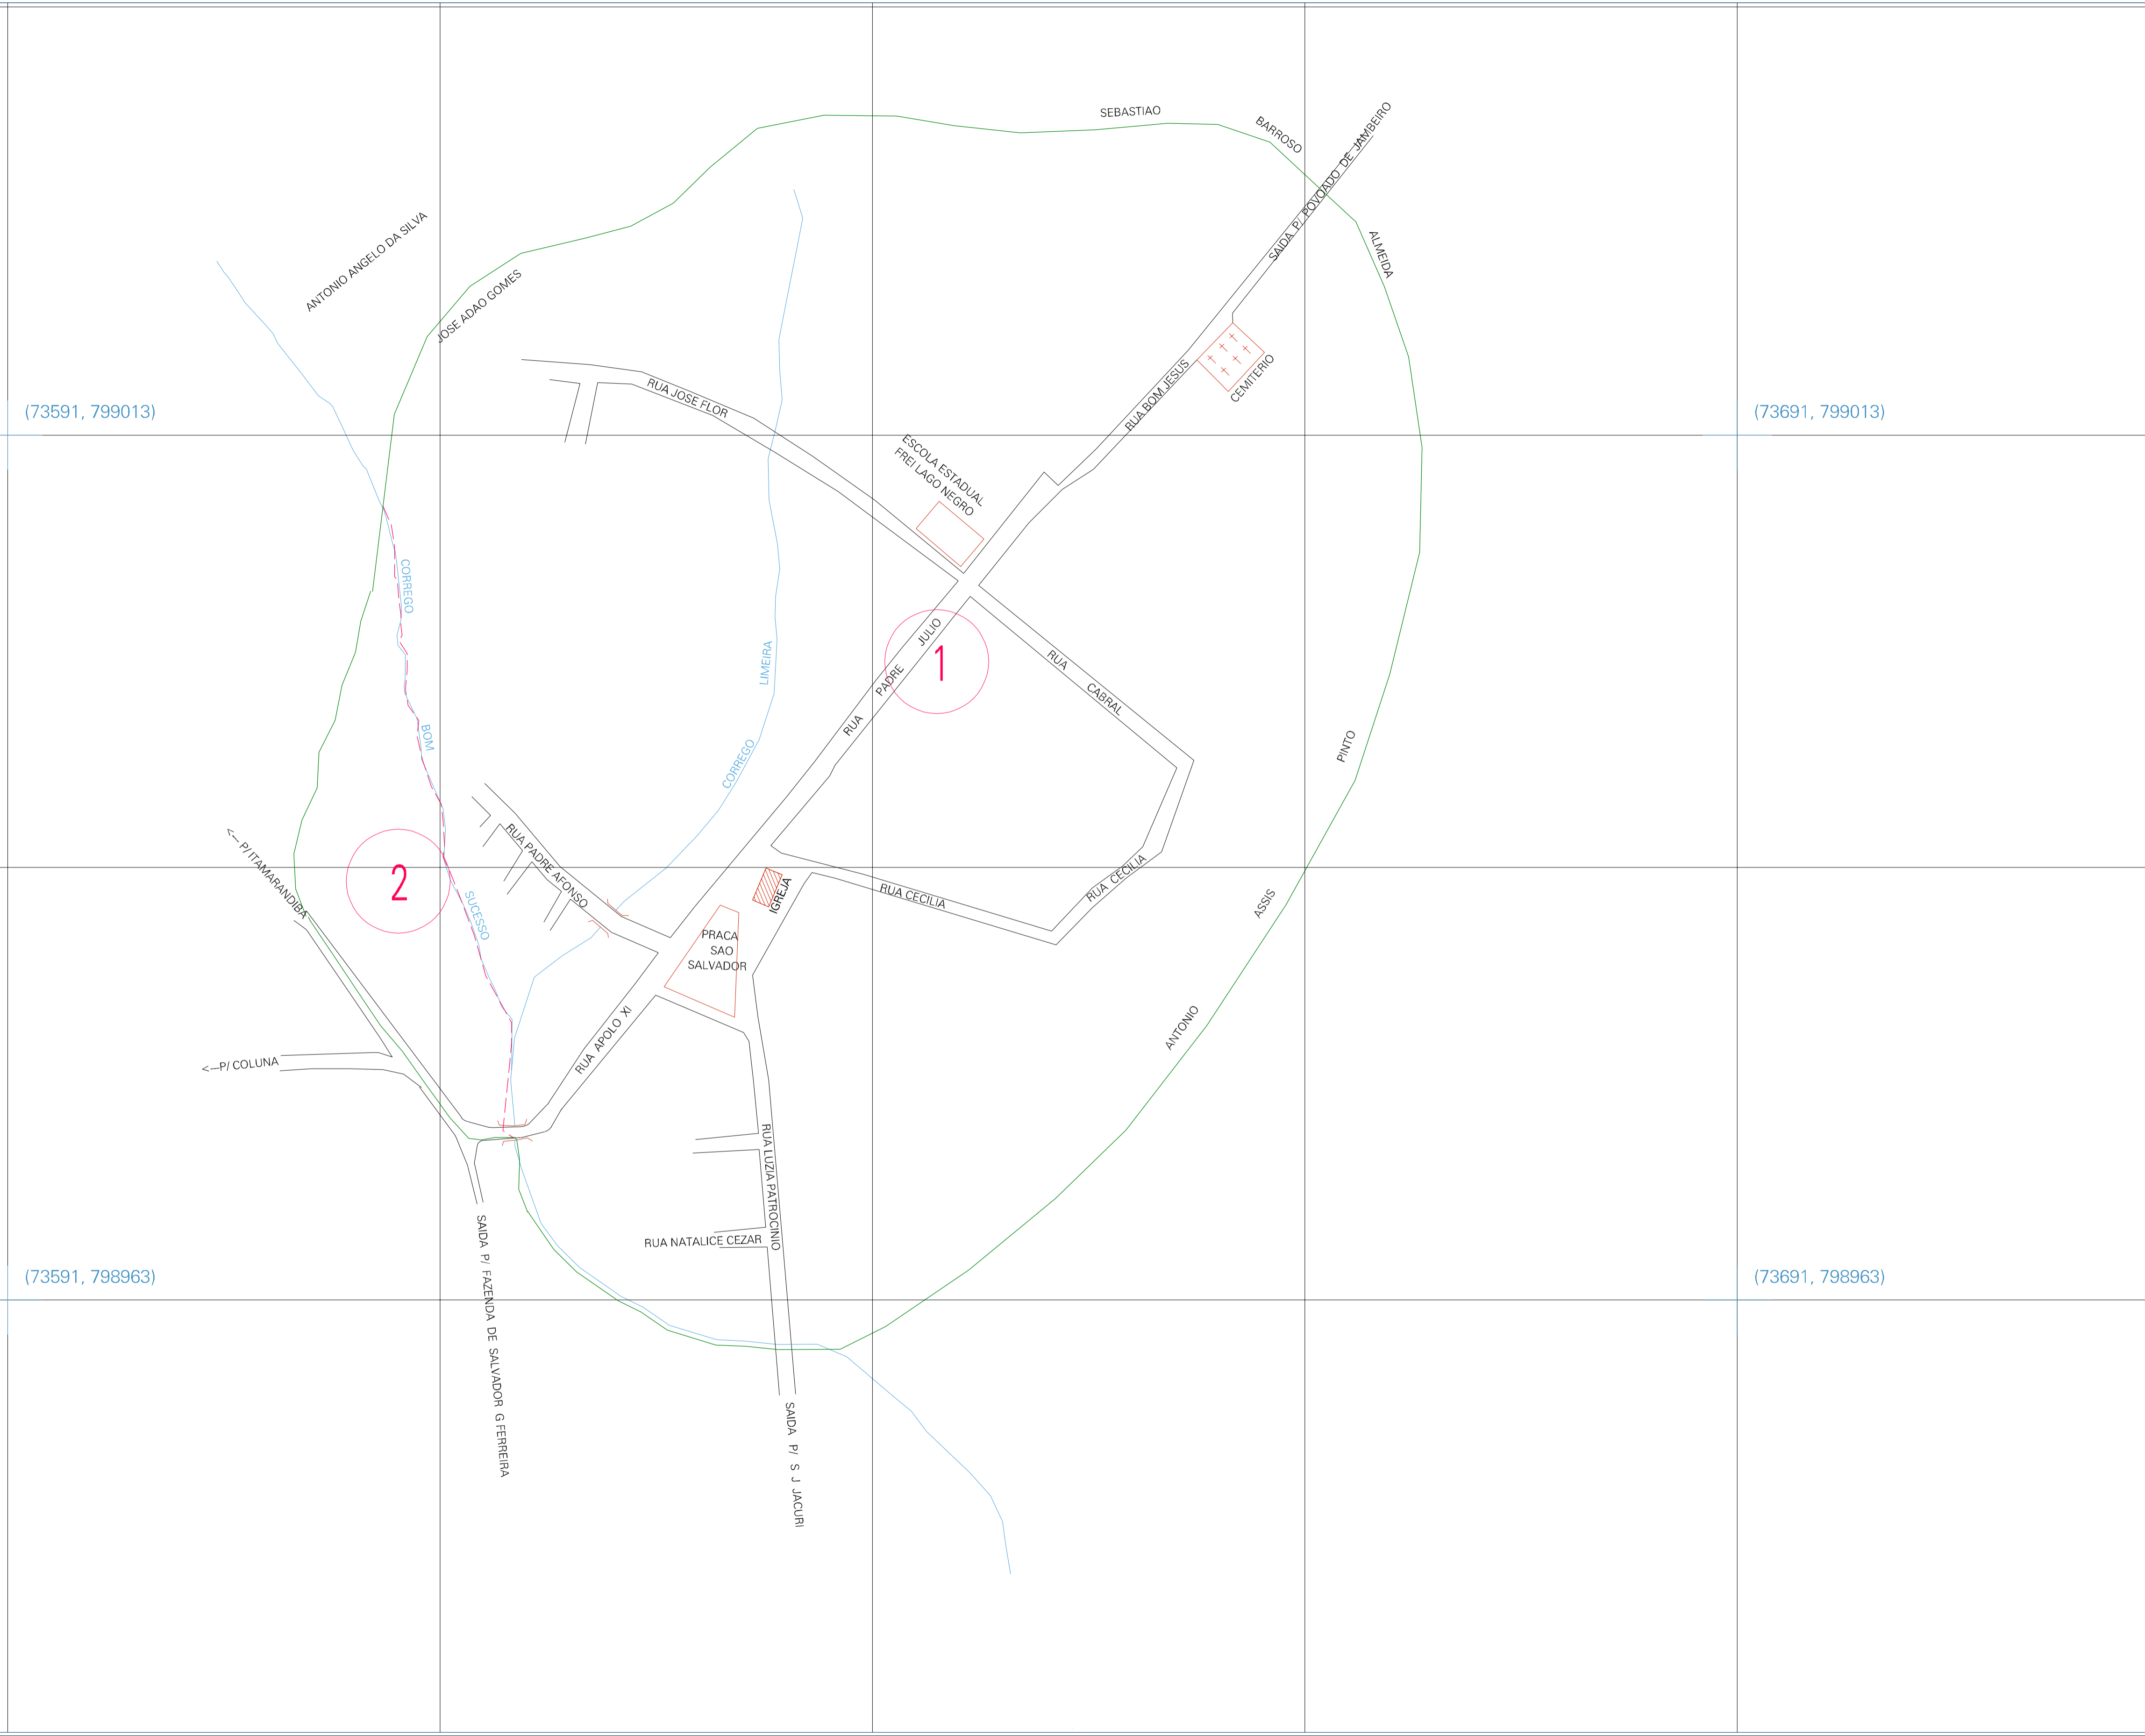 SEBASTIAO
BARROSO
SAIDA P/ POVOADO DE JAMBEIRO
ANTONIO ANGELO DA SILVA
ALMEIDA
JOSE ADAO GOMES
RUA JOSE FLOR
RUA BOM JESUS
CEMITERIO
(73591, 799013)
(73691, 799013)
ESCOLA ESTADUAL
FREI LAGO NEGRO
CORREGO
BOM
SUCESSO
LIMEIRA
CORREGO
RUA PADRE JULIO
1
RUA CABRAL
PINTO
2
<--- P/ ITAMARANDIBA
RUA PADRE AFONSO
IGREJA
RUA CECILIA
RUA CECILIA
ASSIS
PRACA
SAO
SALVADOR
ANTONIO
RUA APOLO XI
<---P/ COLUNA
RUA LUZIA PATROCINIO
RUA NATALICE CEZAR
(73591, 798963)
(73691, 798963)
SAIDA P/ FAZENDA DE SALVADOR G FERREIRA
SAIDA P/ S J JACURI